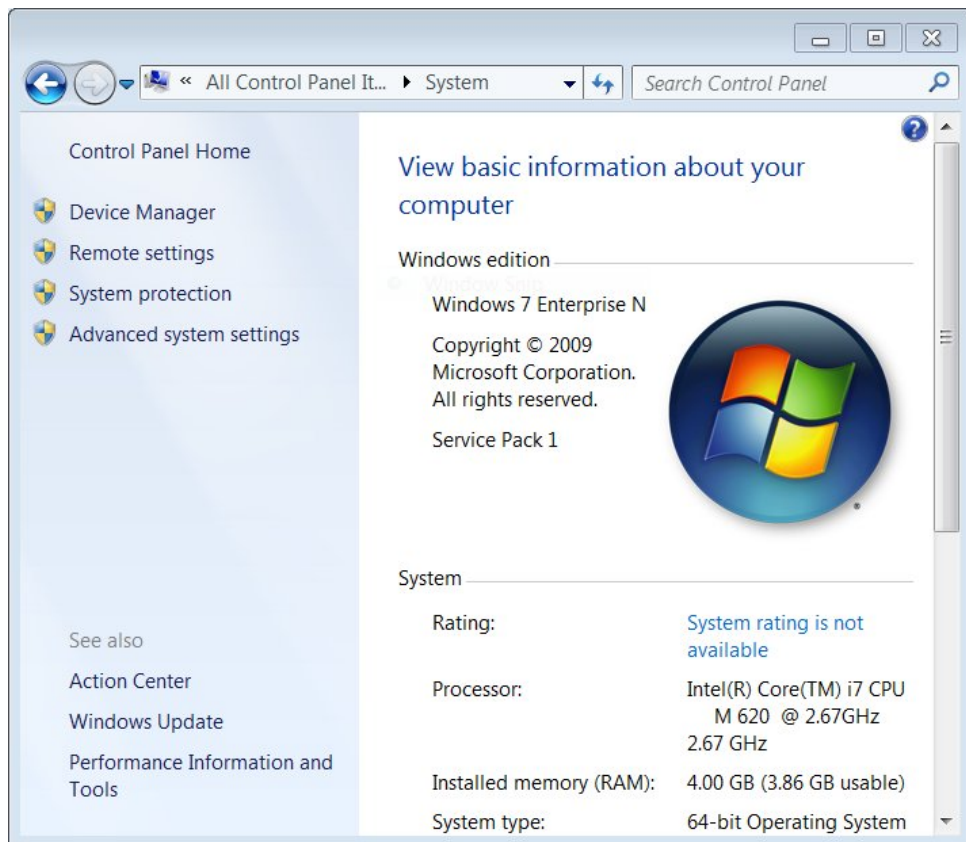 « All Control Panel It... ▸ System
Search Control Panel
Control Panel Home
Device Manager
Remote settings
System protection
Advanced system settings
See also
Action Center
Windows Update
Performance Information and
Tools
View basic information about your
computer
Windows edition
Window Snip
Windows 7 Enterprise N
Copyright © 2009
Microsoft Corporation.
All rights reserved.
Service Pack 1
System
Rating:
System rating is not
available
Processor:
Intel(R) Core(TM) i7 CPU
M 620 @ 2.67GHz
2.67 GHz
Installed memory (RAM):
4.00 GB (3.86 GB usable)
System type:
64-bit Operating System